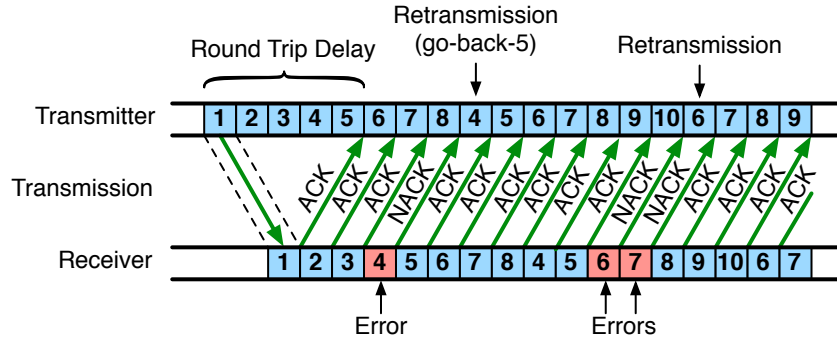 Retransmission
(go-back-5)
Round Trip Delay
Retransmission
Transmitter 1 2 3 4 5 6 7 8 4 5 6 7 8 9 10 6 7 8 9
Transmission ACK ACK ACK NACK ACK ACK ACK ACK ACK ACK NACK NACK ACK ACK ACK ACK
Receiver 1 2 3 4 5 6 7 8 4 5 6 7 8 9 10 6 7
Error Errors